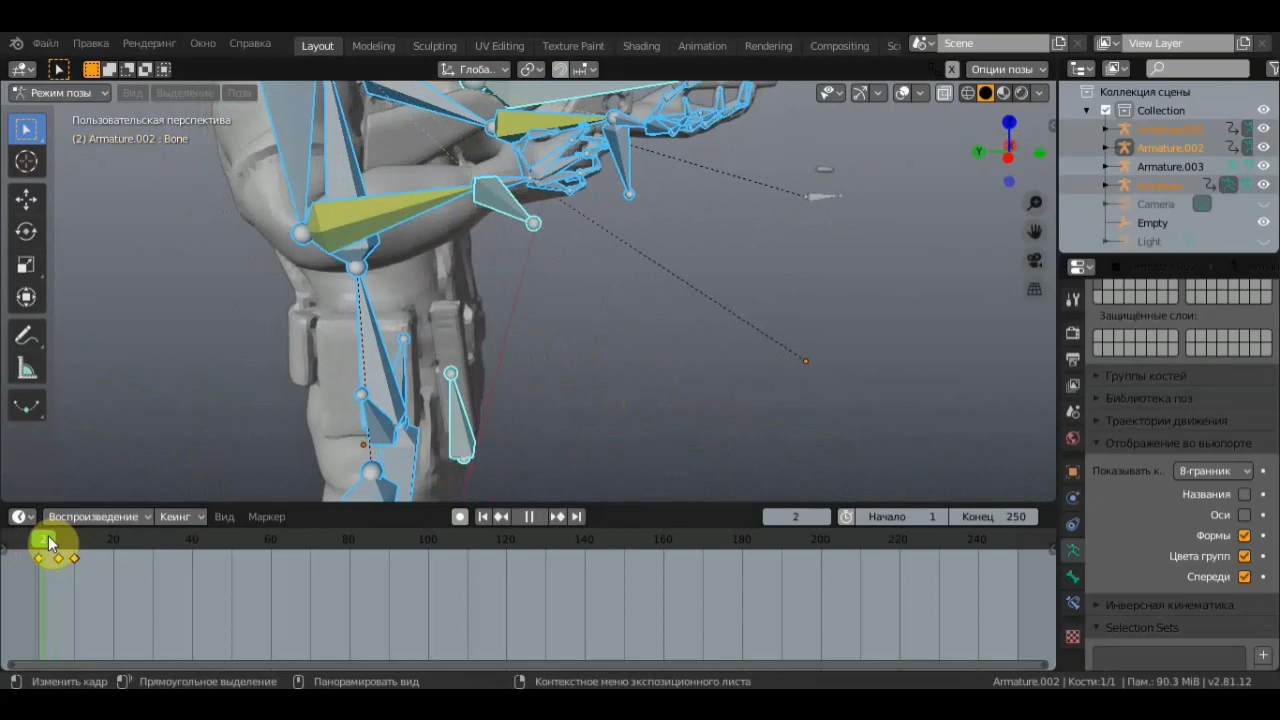 Файл Правка Рендеринг Окно Справка Layout Modeling Sculpting UV Editing Texture Paint Shading Animation Rendering Compositing Sc Scene View Layer
Глоба.. X Опции позы
Режим позы Вид Выделение Поза
Пользовательская перспектива
(2) Armature.002 : Bone
Коллекция сцены
Collection
Armature.002
Armature.003
Camera
Empty
Light
Z
Y
Защищённые слои:
Группы костей
Библиотека поз
Траектории движения
Отображение во вьюпорте
Показывать к.. 8-гранник
Названия
Оси
Формы
Цвета групп
Спереди
Инверсная кинематика
Selection Sets
Воспроизведение Кеинг Вид Маркер 2 Начало 1 Конец 250
2 20 40 60 80 100 120 140 160 180 200 220 240
Изменить кадр Прямоугольное выделение Панорамировать вид Контекстное меню экспозиционного листа Armature.002 | Кости:1/1 | Пам.: 90.3 MiB | v2.81.12